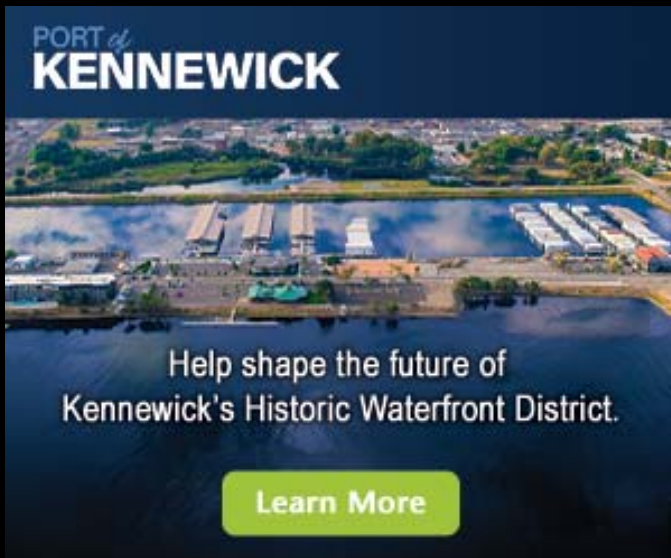 PORT of
KENNEWICK
Help shape the future of
Kennewick's Historic Waterfront District.
Learn More